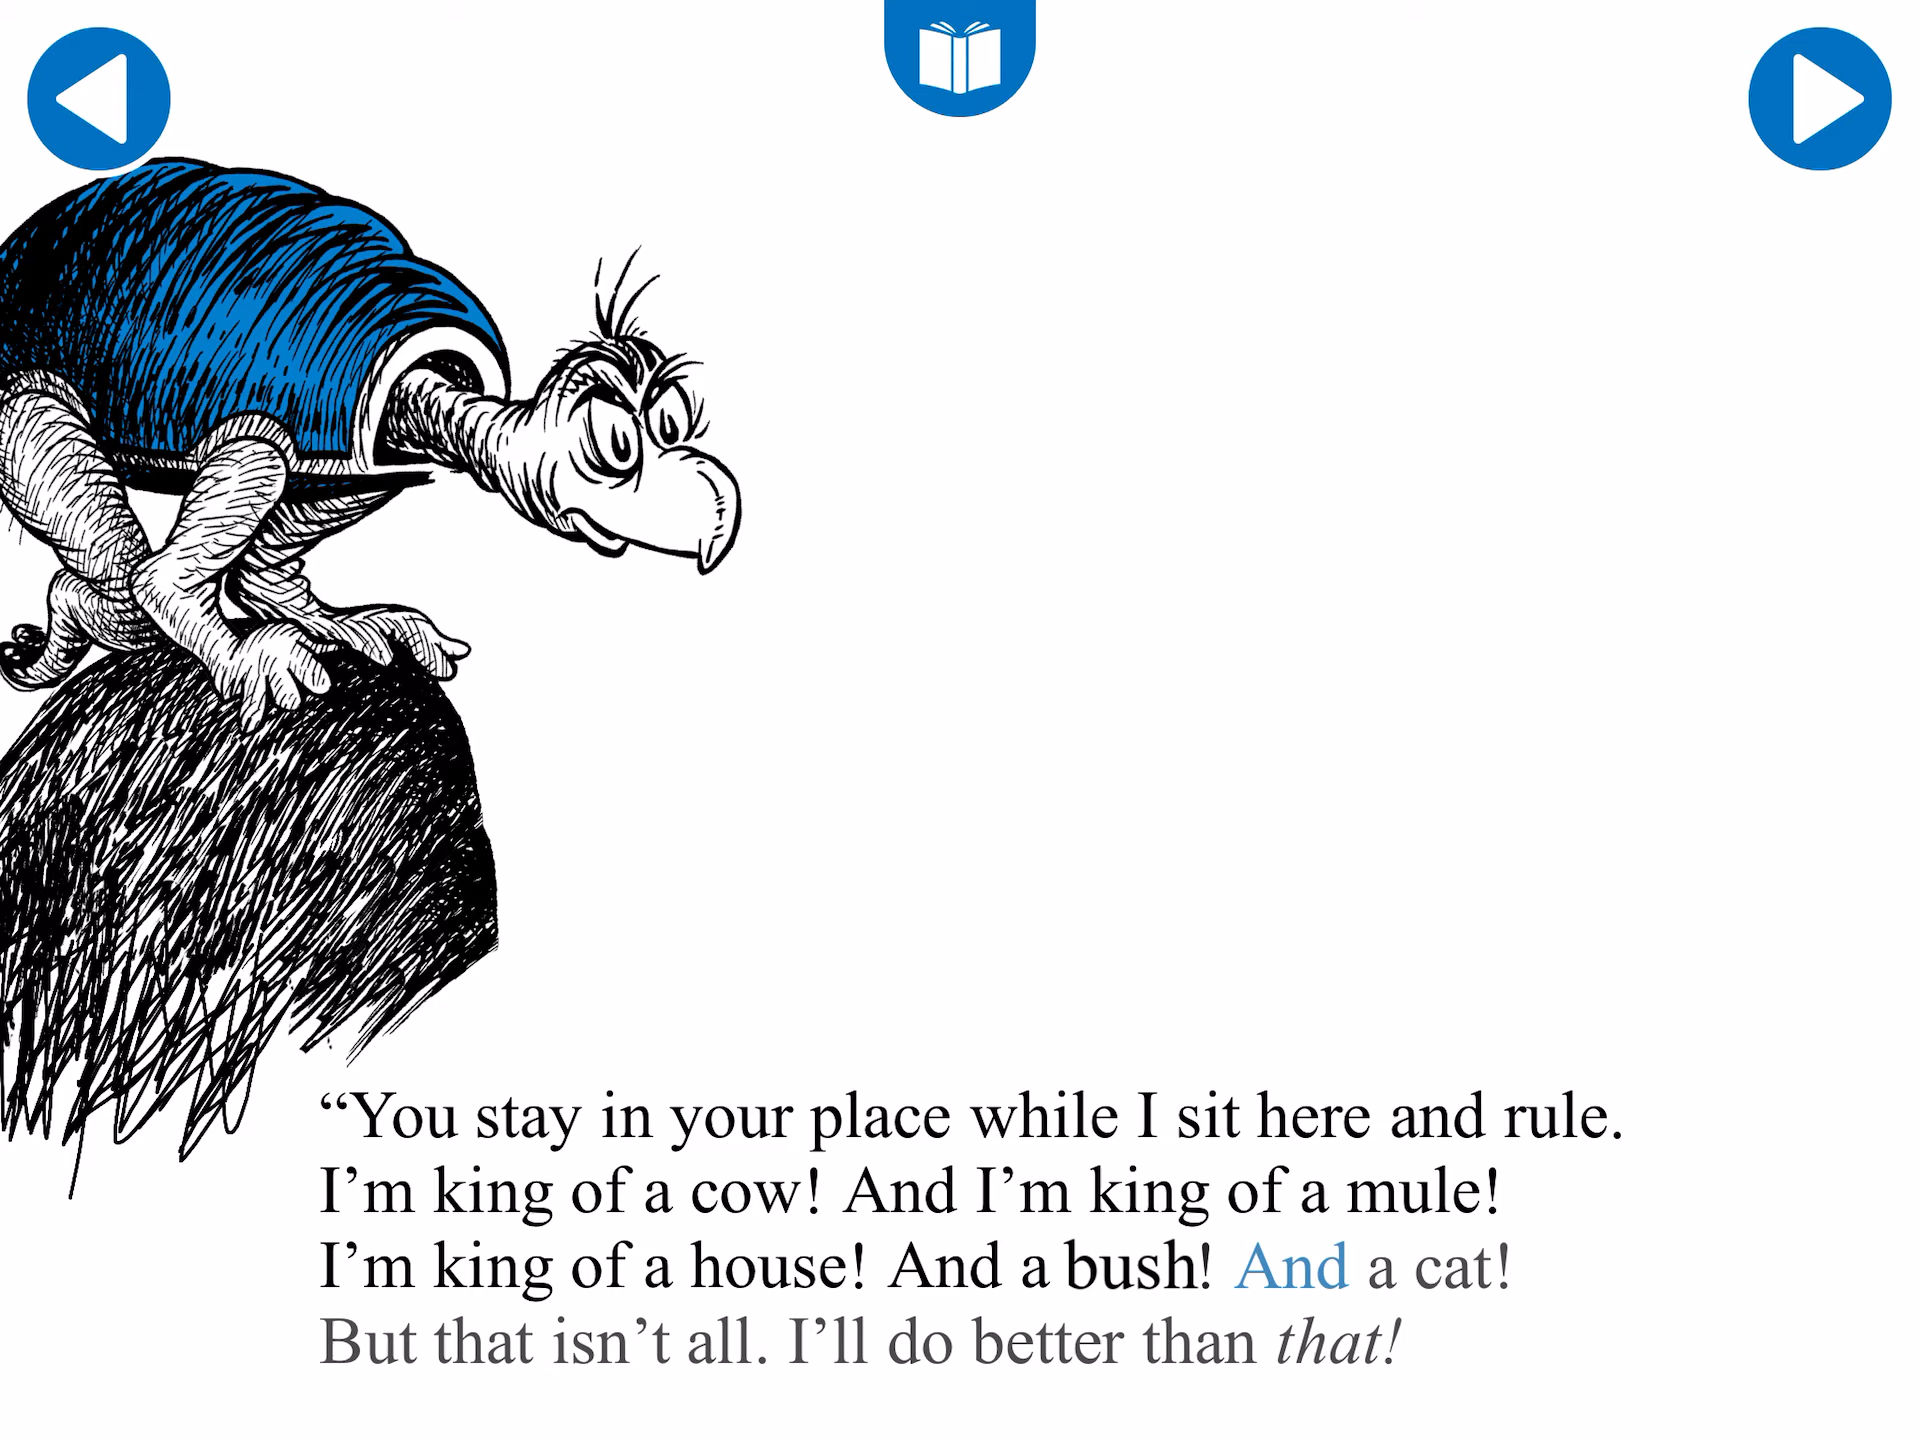 “You stay in your place while I sit here and rule.
I’m king of a cow! And I’m king of a mule!
I’m king of a house! And a bush! And a cat!
But that isn’t all. I’ll do better than that!